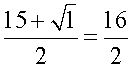 (15 + √1)/2 = 16/2